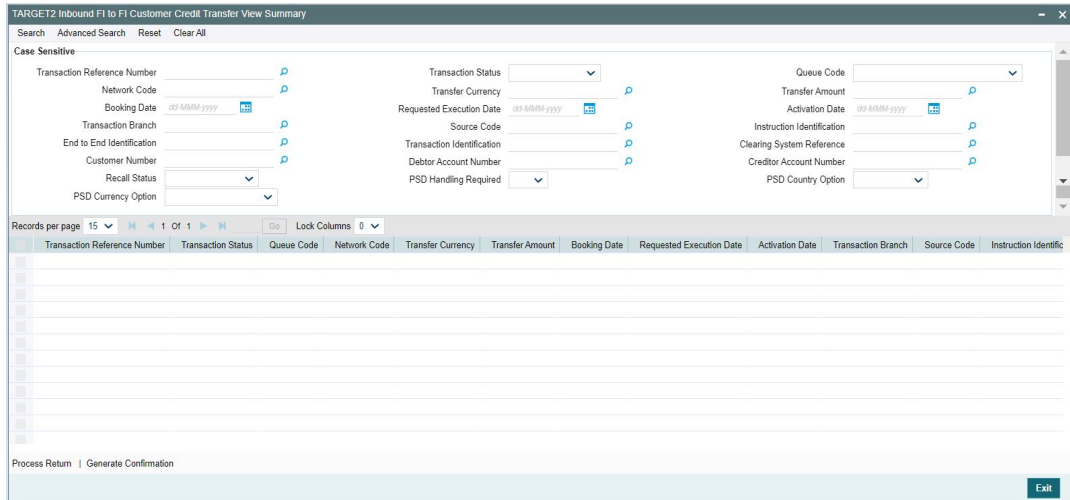 TARGET2 Inbound FI to FI Customer Credit Transfer View Summary
Search Advanced Search Reset Clear All
Case Sensitive
Transaction Reference Number Transaction Status Queue Code
Network Code Transfer Currency Transfer Amount
Booking Date dd-MMM-yyyy Requested Execution Date dd-MMM-yyyy Activation Date dd-MMM-yyyy
Transaction Branch Source Code Instruction Identification
End to End Identification Transaction Identification Clearing System Reference
Customer Number Debtor Account Number Creditor Account Number
Recall Status PSD Handling Required PSD Country Option
PSD Currency Option
Records per page 15 1 Of 1 Go Lock Columns 0
Transaction Reference Number Transaction Status Queue Code Network Code Transfer Currency Transfer Amount Booking Date Requested Execution Date Activation Date Transaction Branch Source Code Instruction Identific
Process Return | Generate Confirmation
Exit